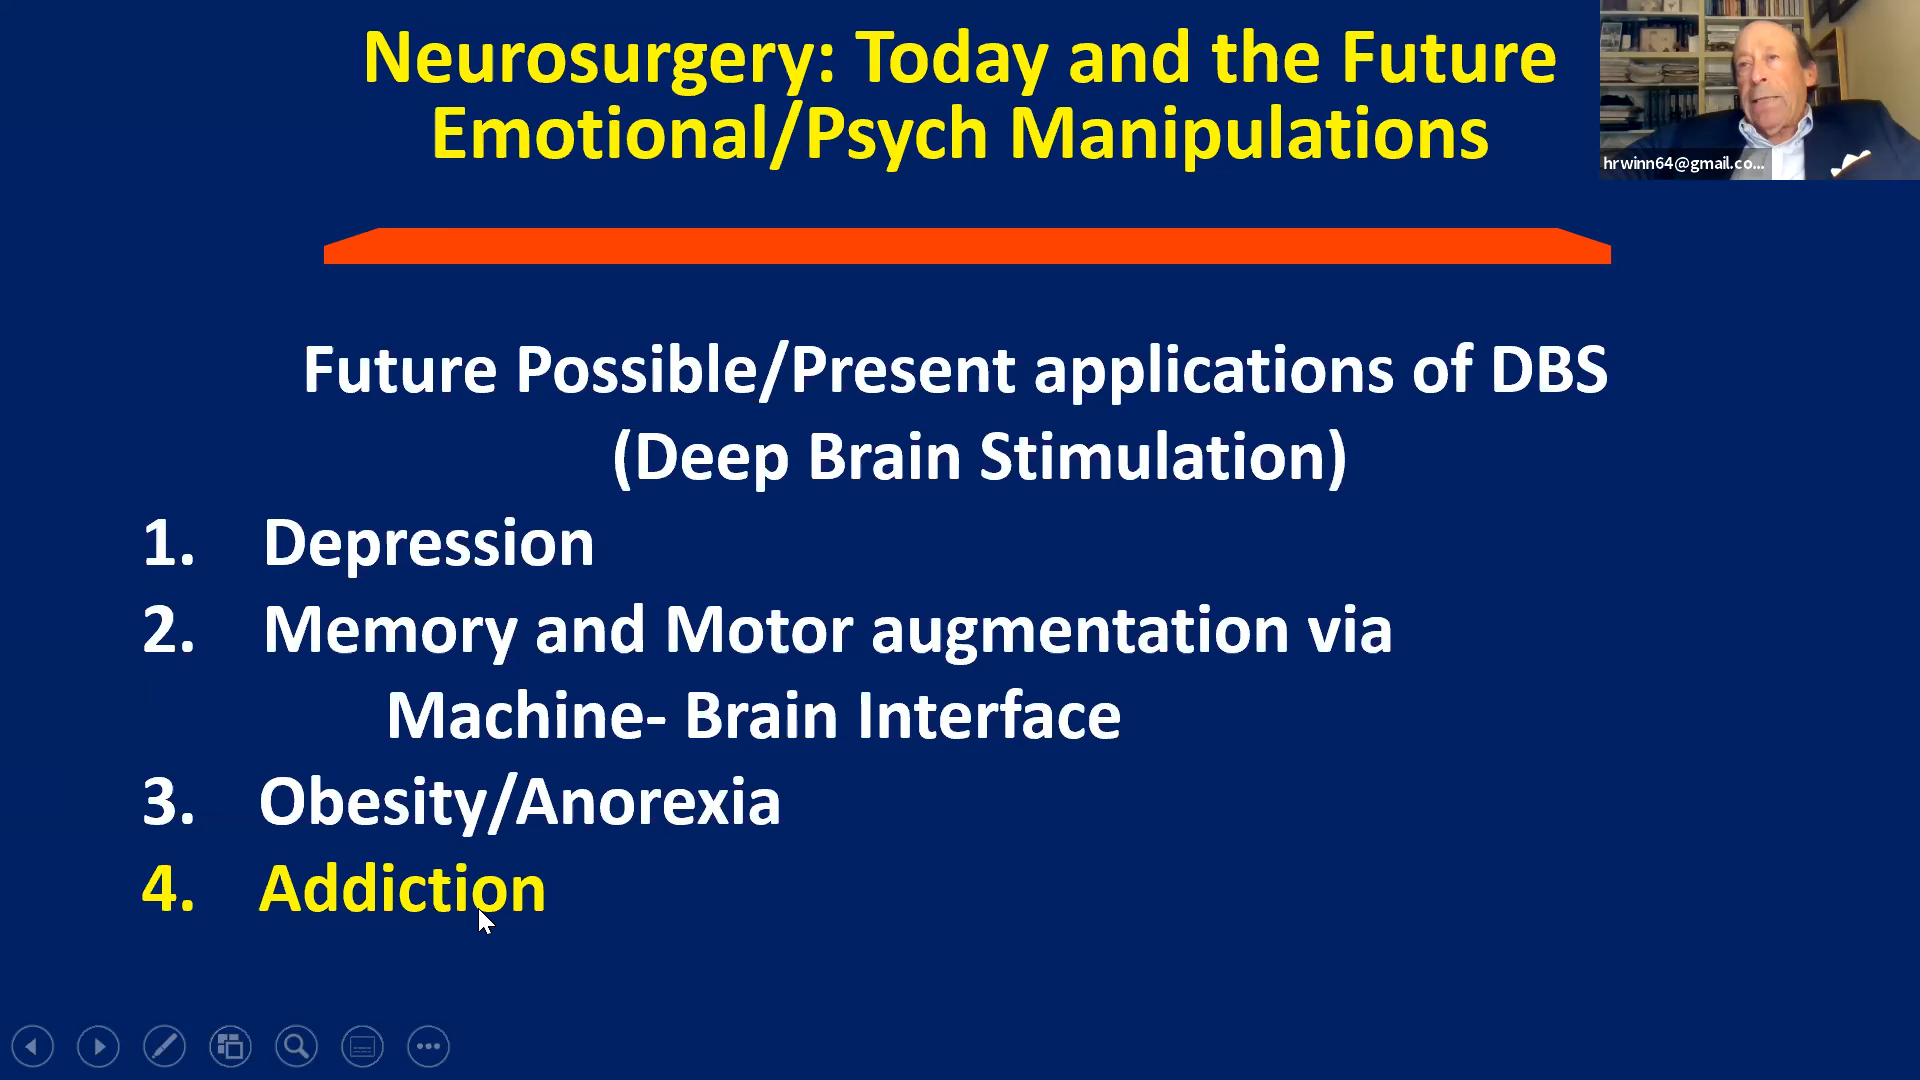 Neurosurgery: Today and the Future
Emotional/Psych Manipulations
hrwinn64@gmail.co...
Future Possible/Present applications of DBS
(Deep Brain Stimulation)
1. Depression
2. Memory and Motor augmentation via
Machine- Brain Interface
3. Obesity/Anorexia
4. Addiction